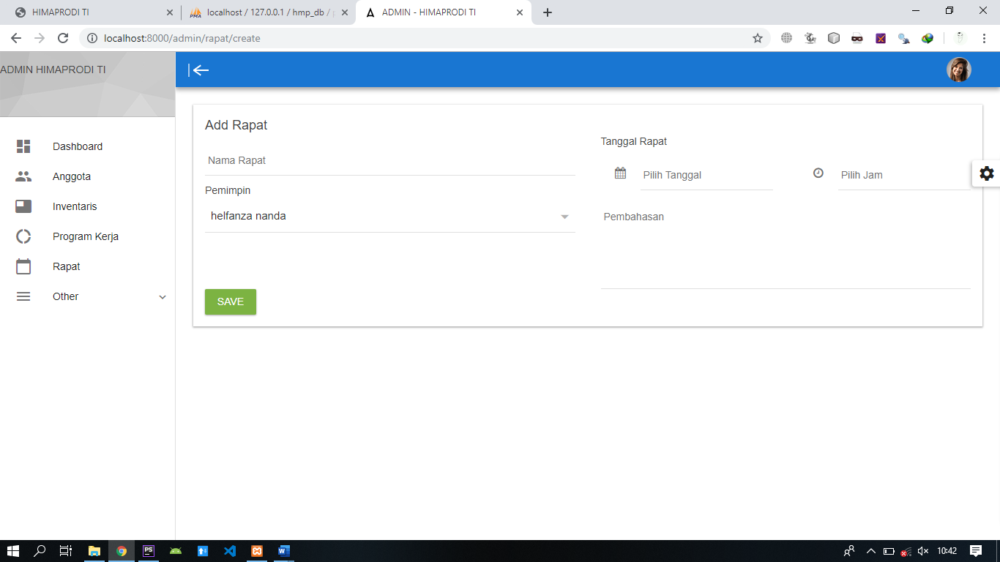 HIMAPRODI TI
localhost / 127.0.0.1 / hmp_db /
ADMIN - HIMAPRODI TI
localhost:8000/admin/rapat/create
ADMIN HIMAPRODI TI
Dashboard
Anggota
Inventaris
Program Kerja
Rapat
Other
Add Rapat
Nama Rapat
Pemimpin
helfanza nanda
SAVE
Tanggal Rapat
Pilih Tanggal
Pilih Jam
Pembahasan
10:42